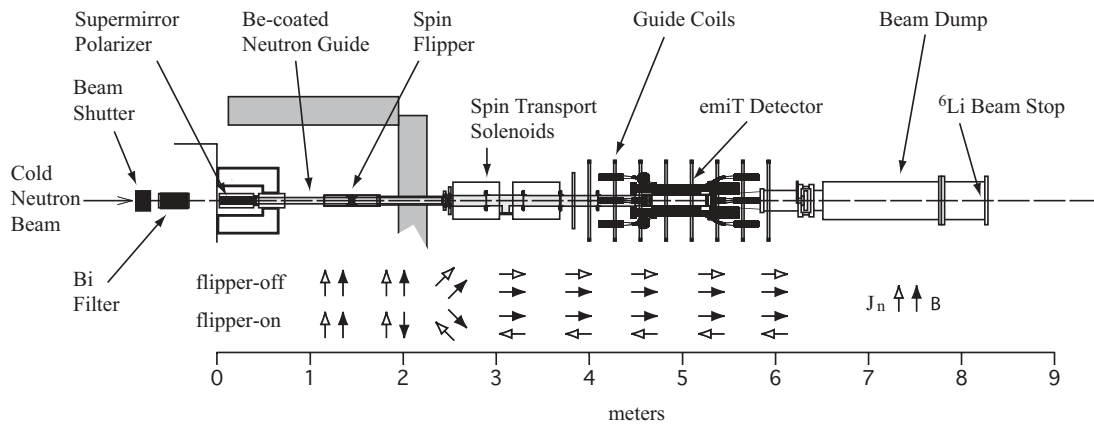 Supermirror
Polarizer
Be-coated
Neutron Guide
Spin
Flipper
Guide Coils
Beam Dump
Beam
Shutter
Spin Transport
Solenoids
emiT Detector
⁶Li Beam Stop
Cold
Neutron
Beam
Bi
Filter
flipper-off
flipper-on
Jn B
0 1 2 3 4 5 6 7 8 9
meters